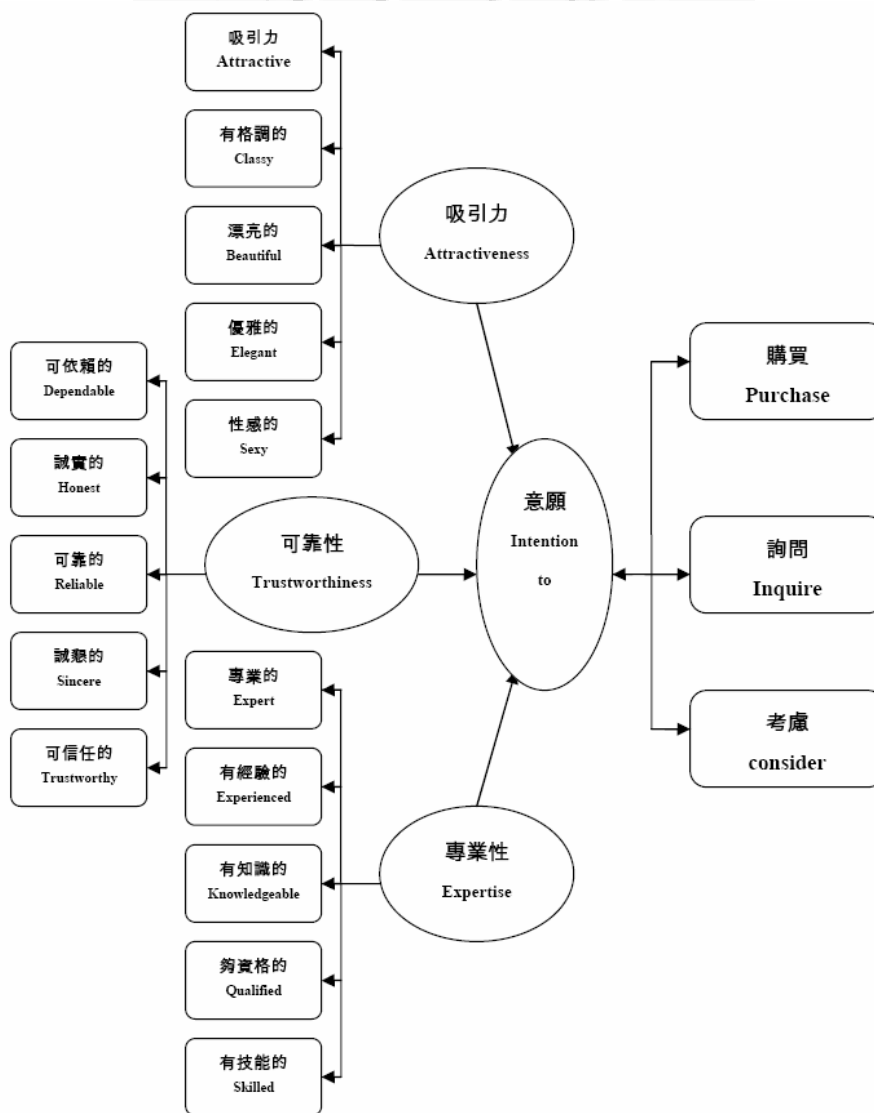 吸引力
Attractive
有格調的
Classy
漂亮的
Beautiful
優雅的
Elegant
性感的
Sexy
吸引力
Attractiveness
可依賴的
Dependable
誠實的
Honest
可靠的
Reliable
誠懇的
Sincere
可信任的
Trustworthy
可靠性
Trustworthiness
專業的
Expert
有經驗的
Experienced
有知識的
Knowledgeable
夠資格的
Qualified
有技能的
Skilled
專業性
Expertise
意願
Intention
to
購買
Purchase
詢問
Inquire
考慮
consider